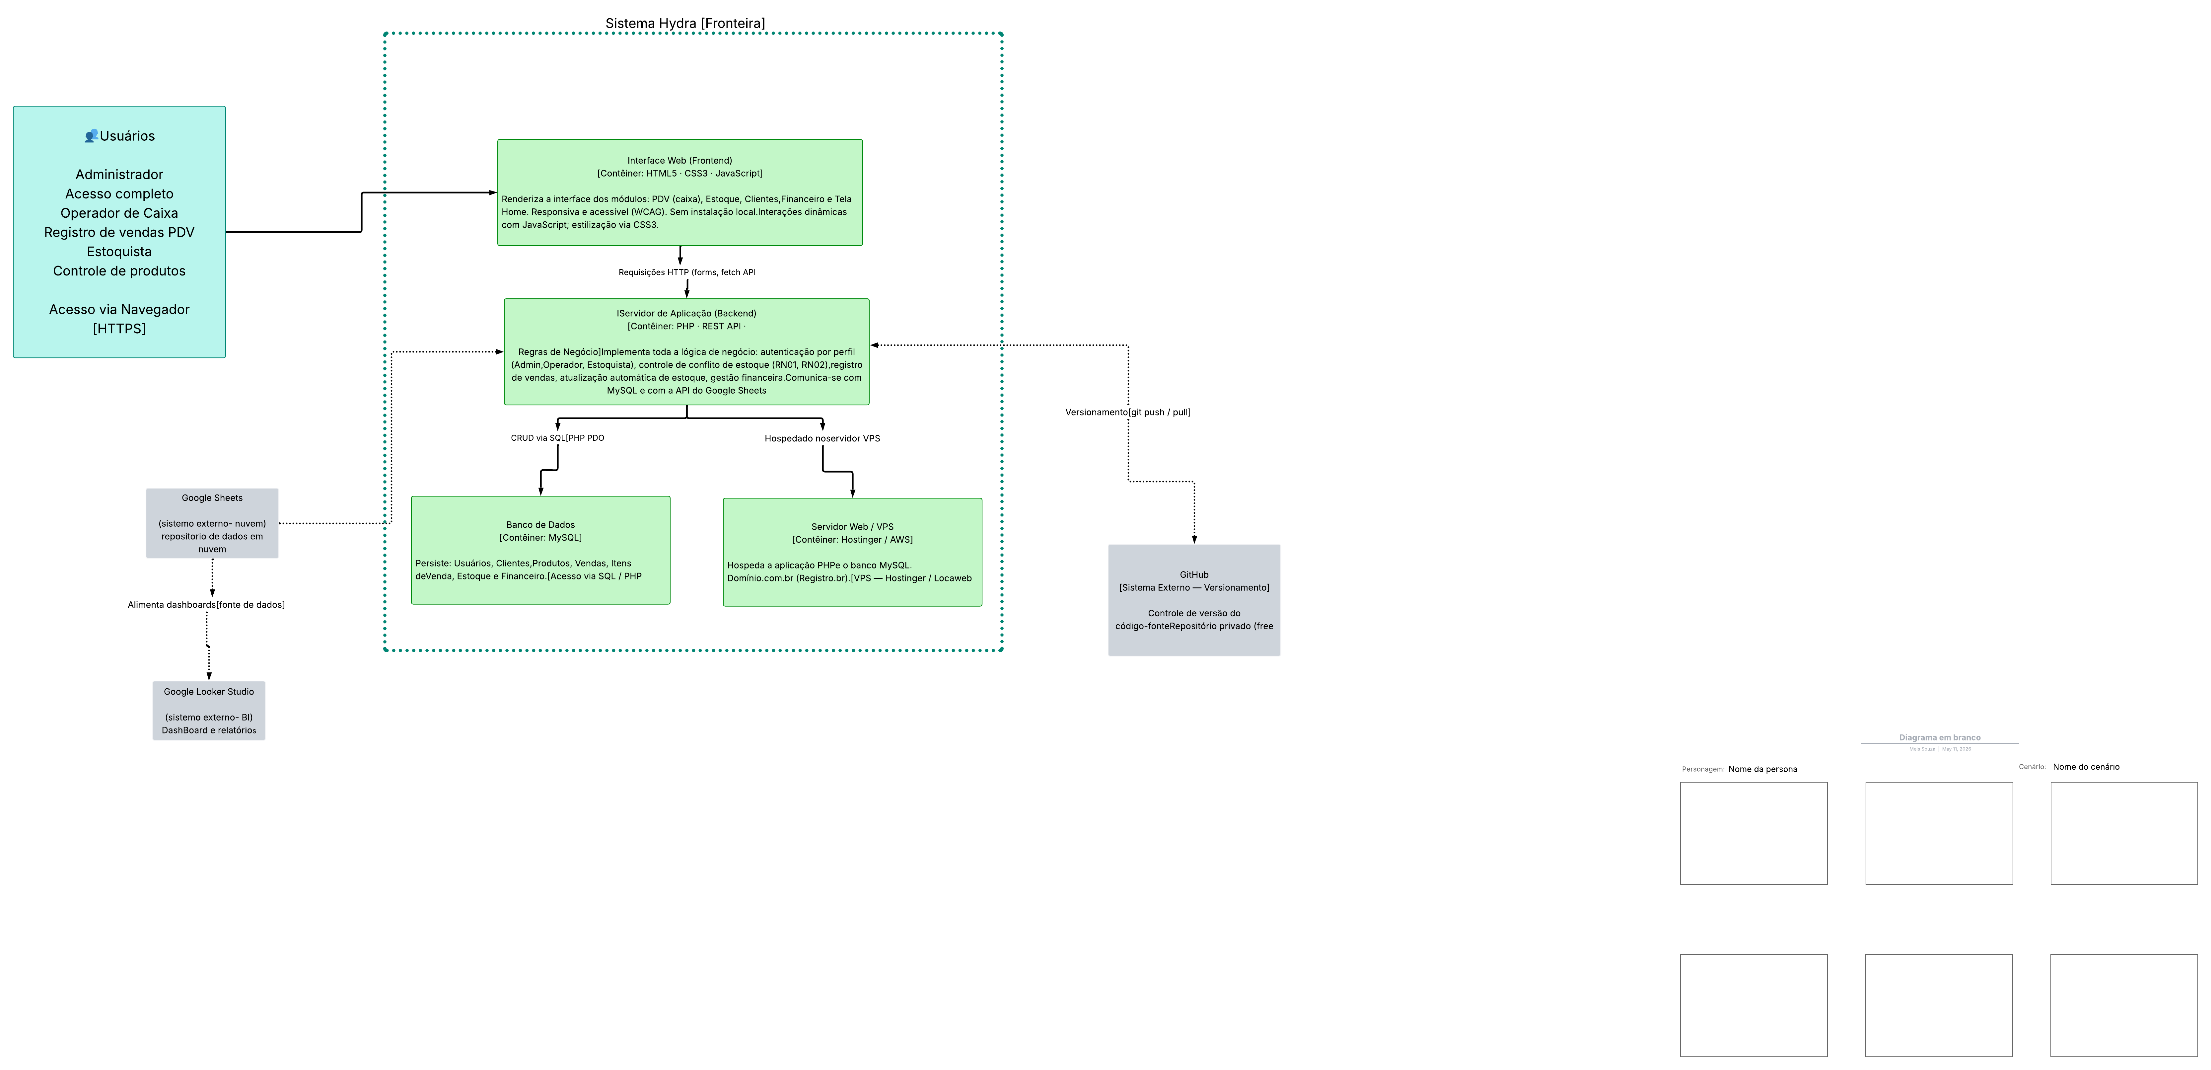 Sistema Hydra [Fronteira]
👥Usuários
Administrador
Acesso completo
Operador de Caixa
Registro de vendas PDV
Estoquista
Controle de produtos
Acesso via Navegador
[HTTPS]
Interface Web (Frontend)
[Contêiner: HTML5 · CSS3 · JavaScript]
Renderiza a interface dos módulos: PDV (caixa), Estoque, Clientes,Financeiro e Tela
Home. Responsiva e acessível (WCAG). Sem instalação local.Interações dinâmicas
com JavaScript; estilização via CSS3.
Requisições HTTP (forms, fetch API
lServidor de Aplicação (Backend)
[Contêiner: PHP · REST API ·
Regras de Negócio]Implementa toda a lógica de negócio: autenticação por perfil
(Admin,Operador, Estoquista), controle de conflito de estoque (RN01, RN02),registro
de vendas, atualização automática de estoque, gestão financeira.Comunica-se com
MySQL e com a API do Google Sheets
CRUD via SQL[PHP PDO
Hospedado noservidor VPS
Banco de Dados
[Contêiner: MySQL]
Persiste: Usuários, Clientes,Produtos, Vendas, Itens
deVenda, Estoque e Financeiro.[Acesso via SQL / PHP
Servidor Web / VPS
[Contêiner: Hostinger / AWS]
Hospeda a aplicação PHPe o banco MySQL.
Domínio.com.br (Registro.br).[VPS — Hostinger / Locaweb
Versionamento[git push / pull]
GitHub
[Sistema Externo — Versionamento]
Controle de versão do
código-fonteRepositório privado (free
Google Sheets
(sistemo externo- nuvem)
repositorio de dados em
nuvem
Alimenta dashboards[fonte de dados]
Google Looker Studio
(sistemo externo- BI)
DashBoard e relatórios
Diagrama em branco
Souza | May 11, 2026
Personagem: Nome da persona
Cenário: Nome do cenário